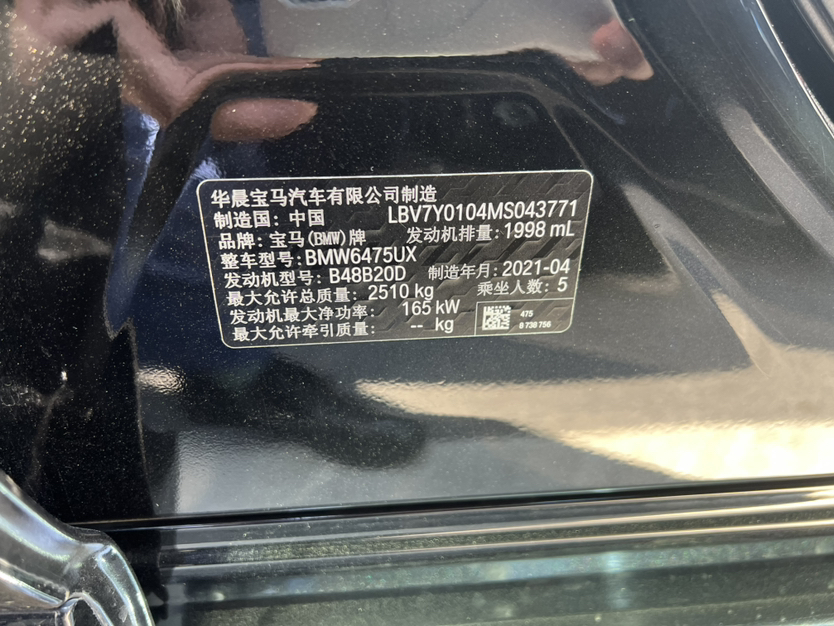 华晨宝马汽车有限公司制造
制造国: 中国 LBV7Y0104MS043771
品牌: 宝马(BMW)牌 发动机排量: 1998 mL
整车型号: BMW6475UX
发动机型号: B48B20D 制造年月: 2021-04
最大允许总质量: 2510 kg 乘坐人数: 5
发动机最大净功率: 165 kW
最大允许牵引质量: -- kg
475
8 738 756